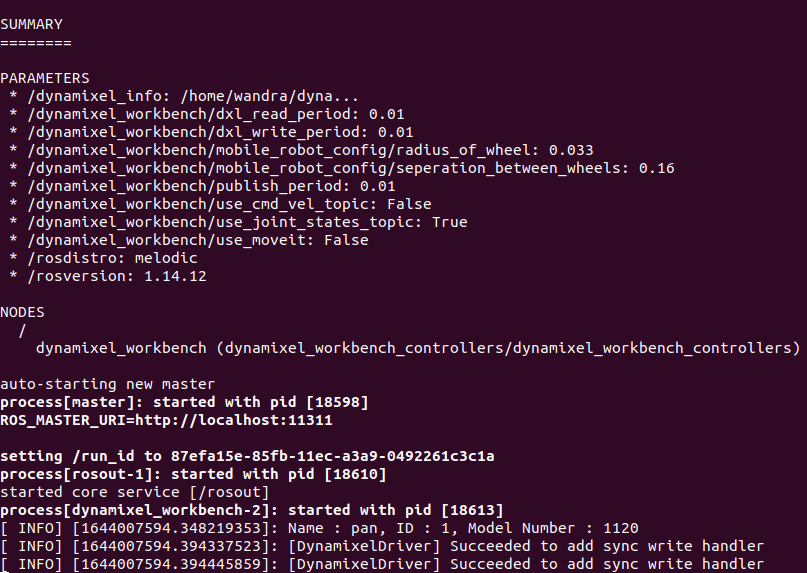 SUMMARY
========
PARAMETERS
* /dynamixel_info: /home/wandra/dyna...
* /dynamixel_workbench/dxl_read_period: 0.01
* /dynamixel_workbench/dxl_write_period: 0.01
* /dynamixel_workbench/mobile_robot_config/radius_of_wheel: 0.033
* /dynamixel_workbench/mobile_robot_config/seperation_between_wheels: 0.16
* /dynamixel_workbench/publish_period: 0.01
* /dynamixel_workbench/use_cmd_vel_topic: False
* /dynamixel_workbench/use_joint_states_topic: True
* /dynamixel_workbench/use_moveit: False
* /rosdistro: melodic
* /rosversion: 1.14.12
NODES
/
dynamixel_workbench (dynamixel_workbench_controllers/dynamixel_workbench_controllers)
auto-starting new master
process[master]: started with pid [18598]
ROS_MASTER_URI=http://localhost:11311
setting /run_id to 87efa15e-85fb-11ec-a3a9-0492261c3c1a
process[rosout-1]: started with pid [18610]
started core service [/rosout]
process[dynamixel_workbench-2]: started with pid [18613]
[ INFO] [1644007594.348219353]: Name : pan, ID : 1, Model Number : 1120
[ INFO] [1644007594.394337523]: [DynamixelDriver] Succeeded to add sync write handler
[ INFO] [1644007594.394445859]: [DynamixelDriver] Succeeded to add sync write handler